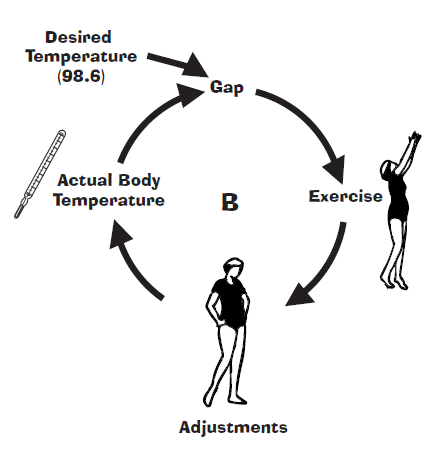 Desired
Temperature
(98.6)
Gap
Actual Body
Temperature
B
Exercise
Adjustments